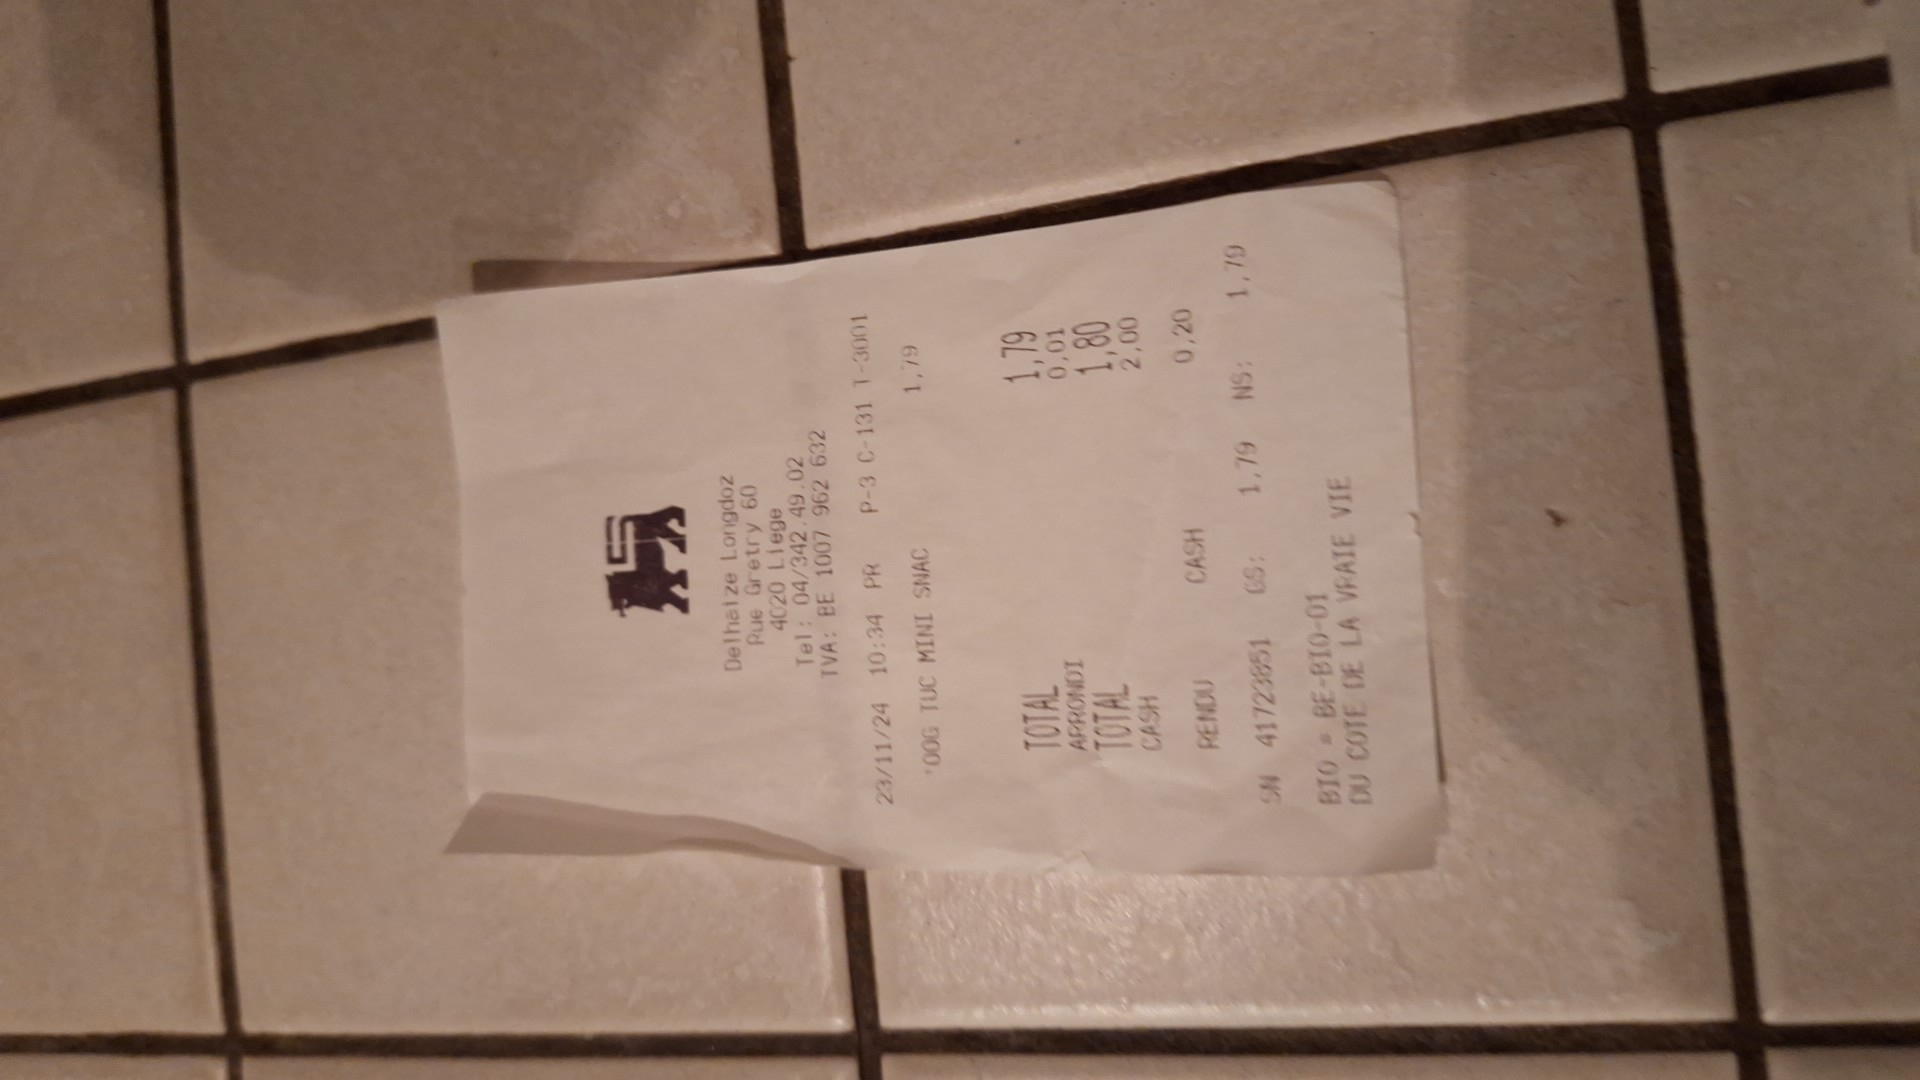 Delhaize Longdoz
Rue Gretry 60
4020 Liege
Tel: 04/342.49.02
TVA: BE 1007 962 632
23/11/24 10:34 PR P-3 C-131 T-3001
'00G TUC MINI SNAC 1,79
TOTAL 1,79
ARRONDI 0,01
TOTAL 1,80
CASH 2,00
RENDU CASH 0,20
SN 41723851 GS: 1,79 NS: 1,79
BIO = BE-BIO-01
DU COTE DE LA VRAIE VIE